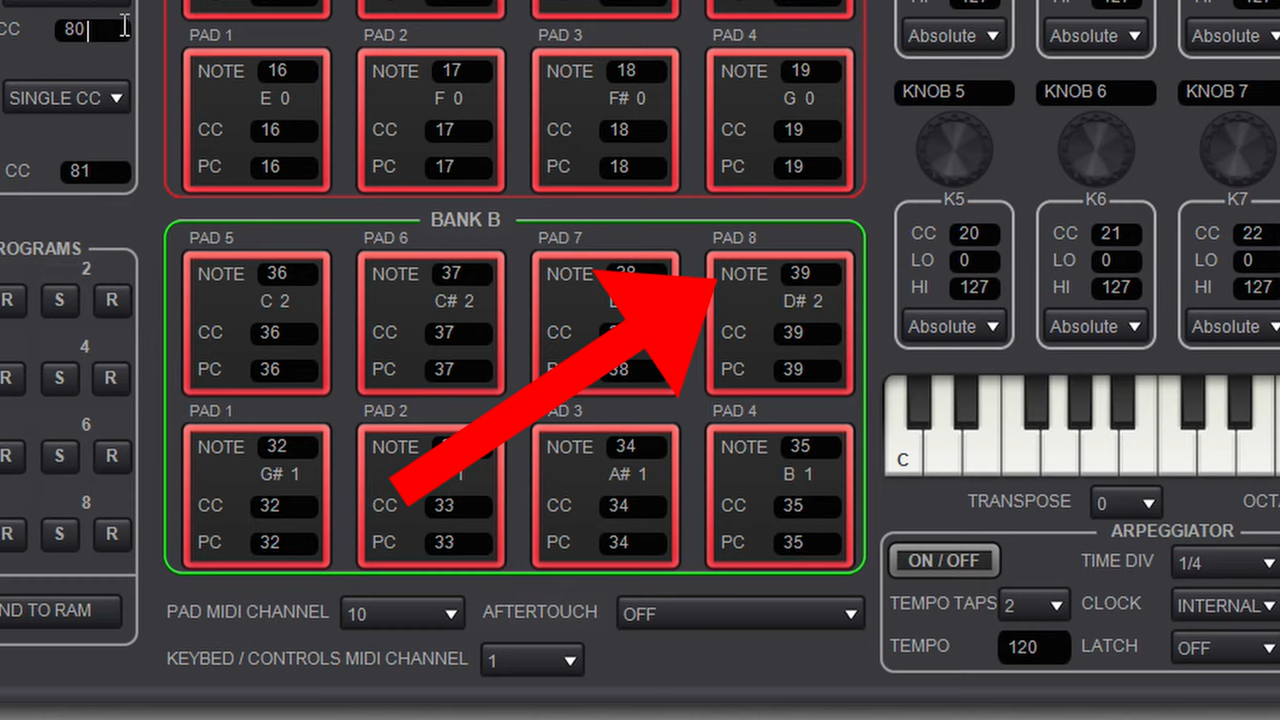 CC 80
SINGLE CC
CC 81
PAD 1 PAD 2 PAD 3 PAD 4
NOTE 16 NOTE 17 NOTE 18 NOTE 19
E 0 F 0 F# 0 G 0
CC 16 CC 17 CC 18 CC 19
PC 16 PC 17 PC 18 PC 19
BANK B
PAD 5 PAD 6 PAD 7 PAD 8
NOTE 36 NOTE 37 NOTE 38 NOTE 39
C 2 C# 2 D# 2
CC 36 CC 37 CC CC 39
PC 36 PC 37 PC 38 PC 39
PAD 1 PAD 2 PAD 3 PAD 4
NOTE 32 NOTE NOTE 34 NOTE 35
G# 1 1 A# 1 B 1
CC 32 CC 33 CC 34 CC 35
PC 32 PC 33 PC 34 PC 35
PAD MIDI CHANNEL 10 AFTERTOUCH OFF
KEYBED / CONTROLS MIDI CHANNEL 1
ROGRAMS
2
R S R
4
R S R
6
R S R
8
R S R
ND TO RAM
Absolute Absolute Absolute
KNOB 5 KNOB 6 KNOB 7
K5 K6 K7
CC 20 CC 21 CC 22
LO 0 LO 0 LO 0
HI 127 HI 127 HI 127
Absolute Absolute Absolute
C
TRANSPOSE 0 OCT
ARPEGGIATOR
ON / OFF TIME DIV 1/4
TEMPO TAPS 2 CLOCK INTERNAL
TEMPO 120 LATCH OFF